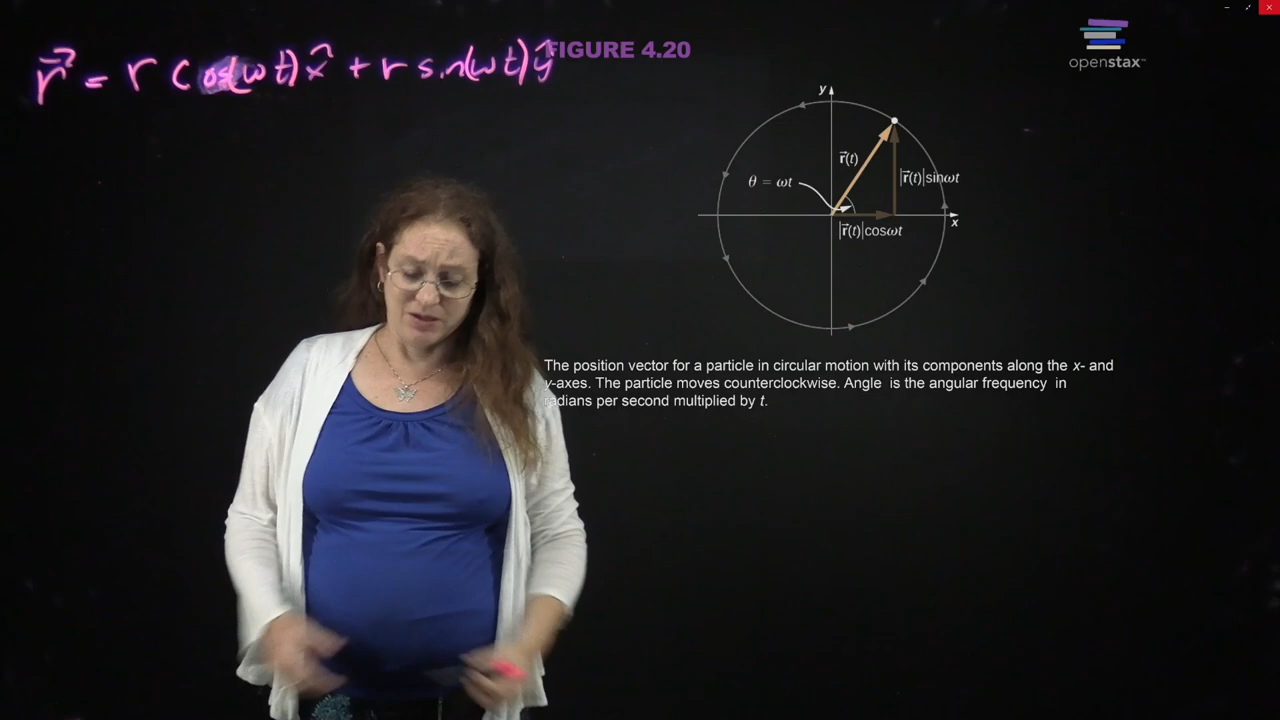 r⃗ = r cos(ωt) x̂ + r sin(ωt) ŷ
FIGURE 4.20
openstax™
y
r⃗(t)
θ = ωt
|r⃗(t)|sinωt
x
|r⃗(t)|cosωt
The position vector for a particle in circular motion with its components along the x- and
y-axes. The particle moves counterclockwise. Angle is the angular frequency in
radians per second multiplied by t.